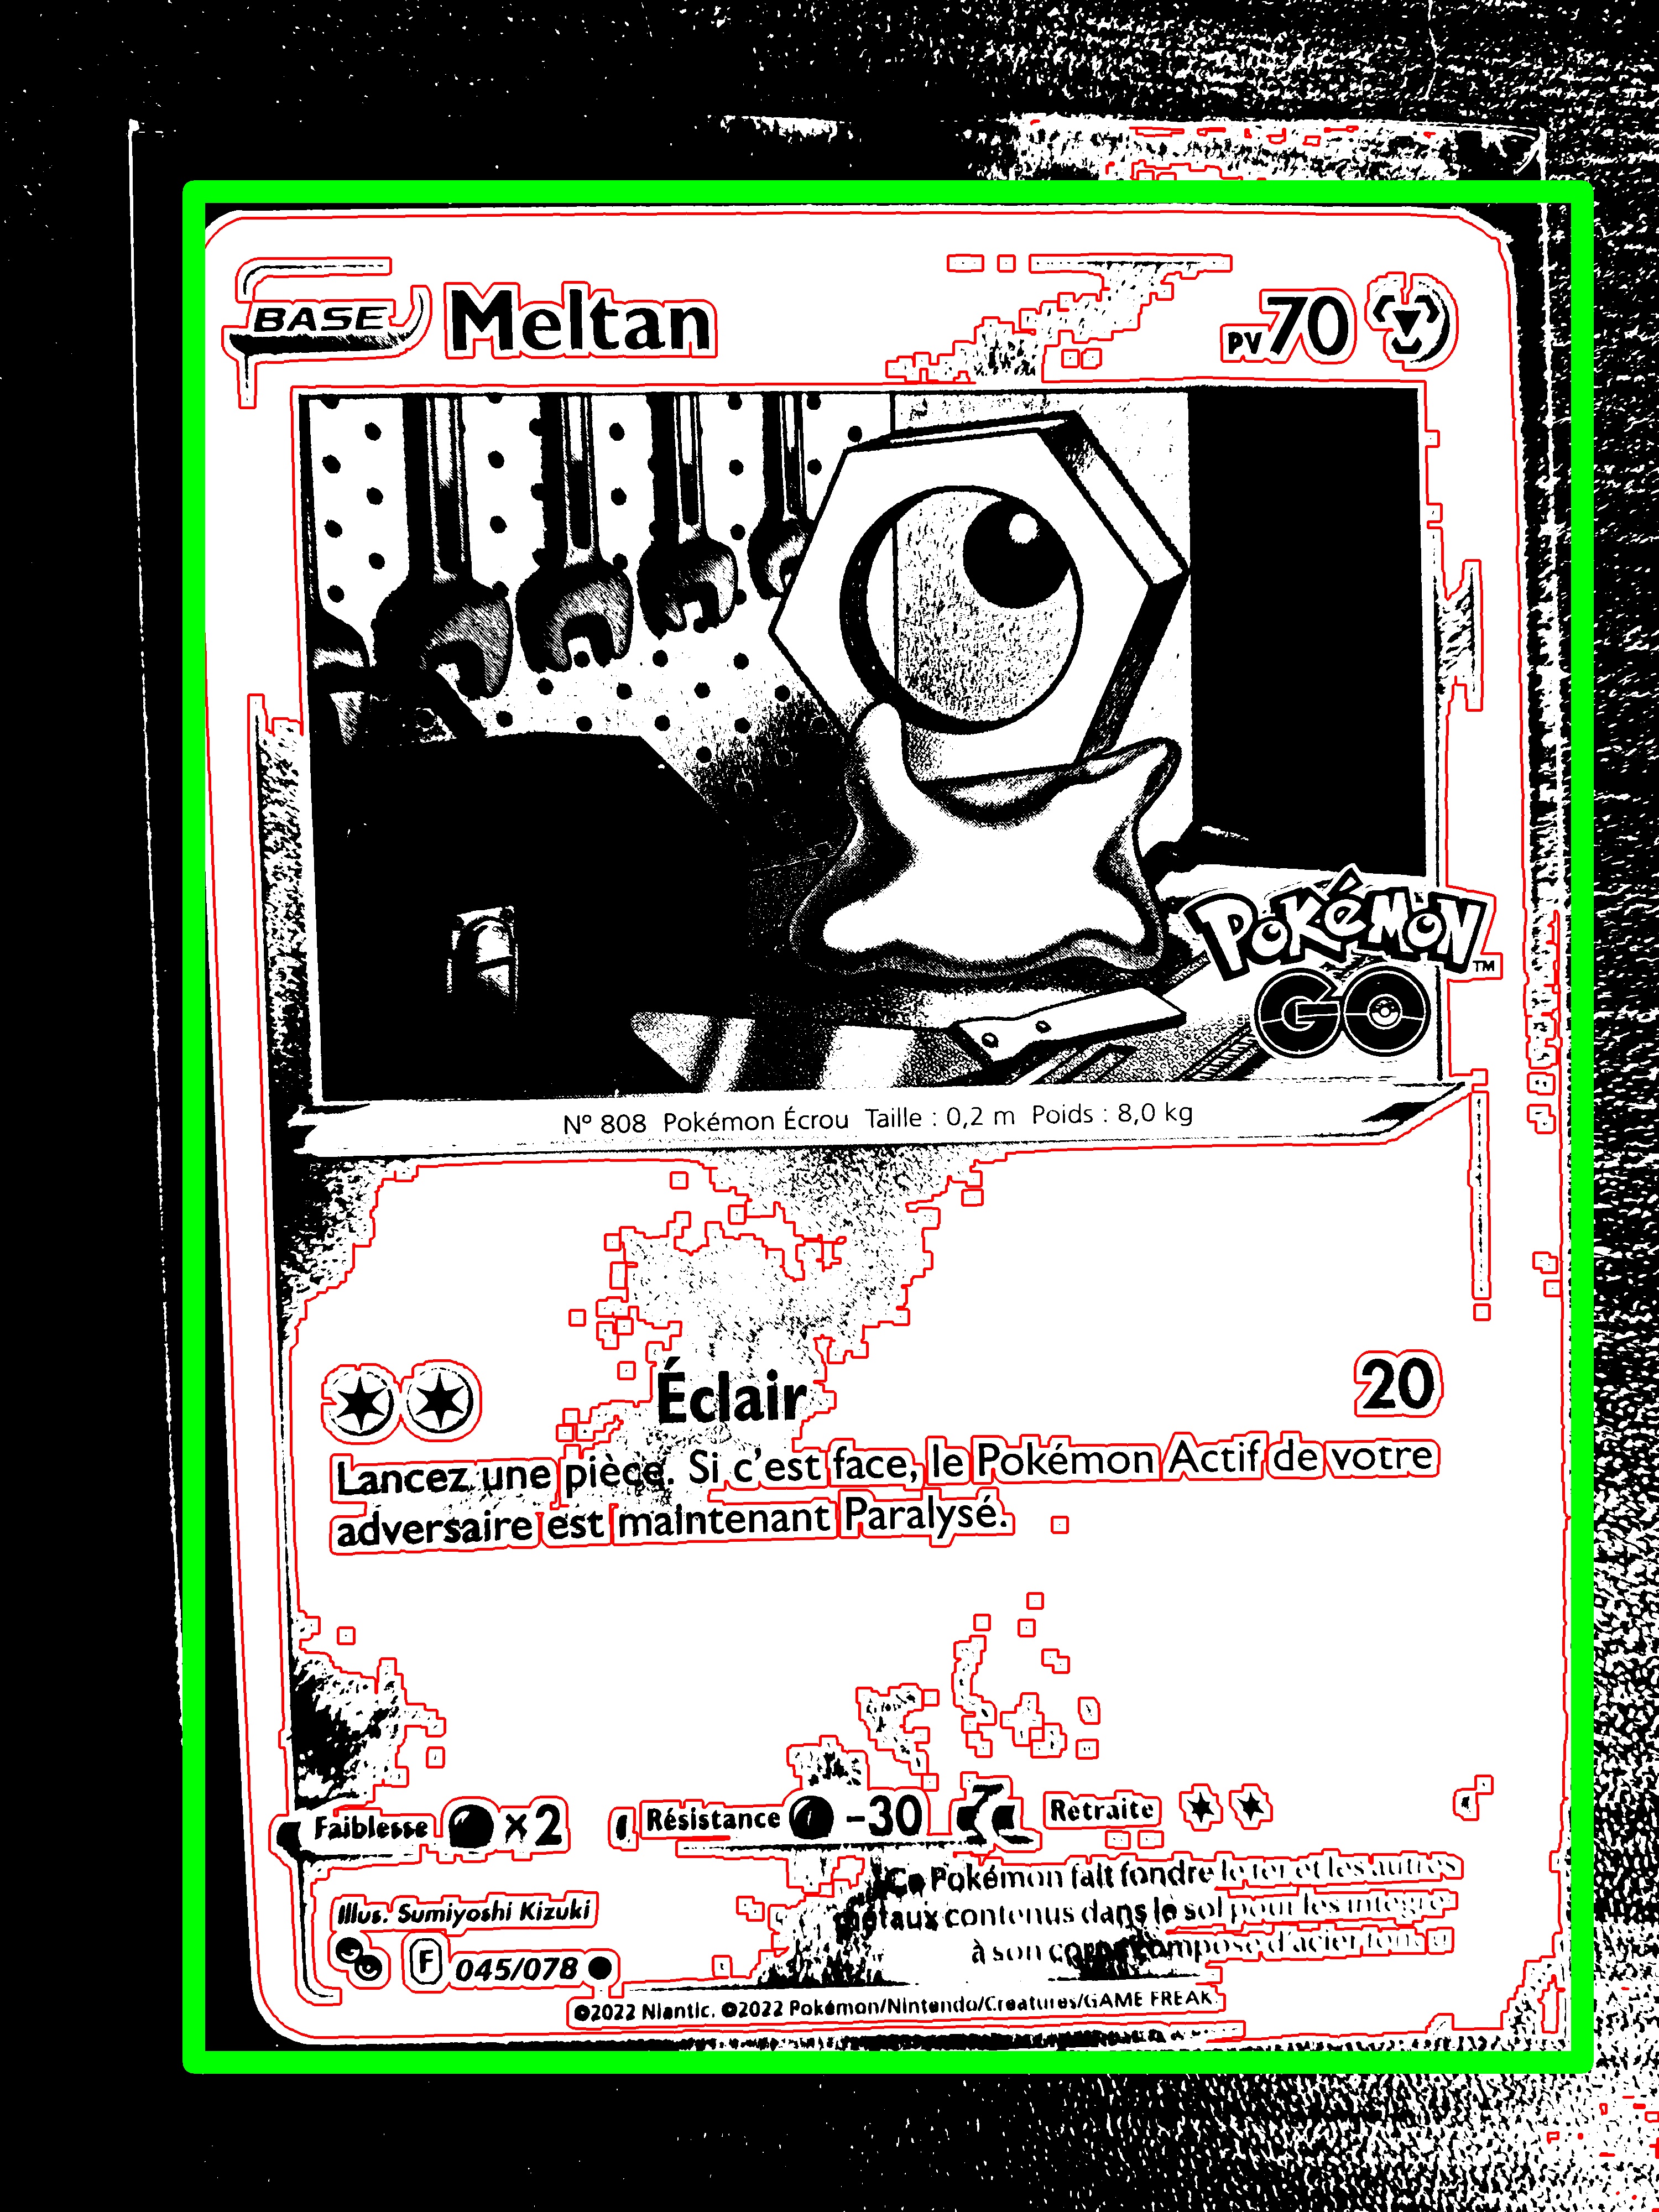 BASE Meltan PV 70
POKéMON
GO
TM
N° 808 Pokémon Écrou Taille : 0,2 m Poids : 8,0 kg
Éclair 20
Lancez une pièce. Si c'est face, le Pokémon Actif de votre
adversaire est maintenant Paralysé.
Faiblesse ×2 Résistance -30 Retraite
Ce Pokémon fait fondre le fer et les autres
métaux contenus dans le sol pour les
à son corps composé d'acier
Illus. Sumiyoshi Kizuki
F 045/078
©2022 Niantic. ©2022 Pokémon/Nintendo/Creatures/GAME FREAK.